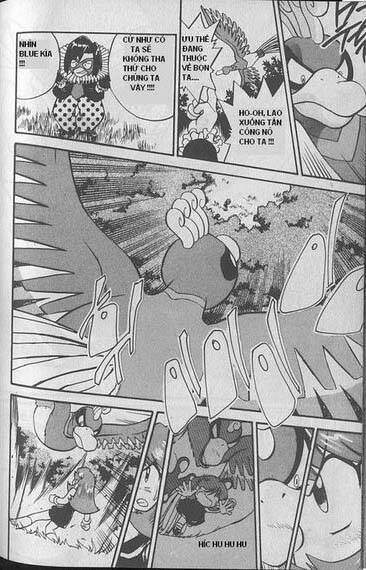 NHÌN
BLUE KÌA
!!!
CỨ NHƯ CÓ
TA SẼ
KHÔNG THA
THỨ CHO
CHÚNG TA
VẬY !!!!
ƯU THẾ
ĐANG
THUỘC
VỀ BỌN
TA....
HO-OH, LAO
XUỐNG TẤN
CÔNG NÓ
CHO TA !!!
HÍC HU HU HU